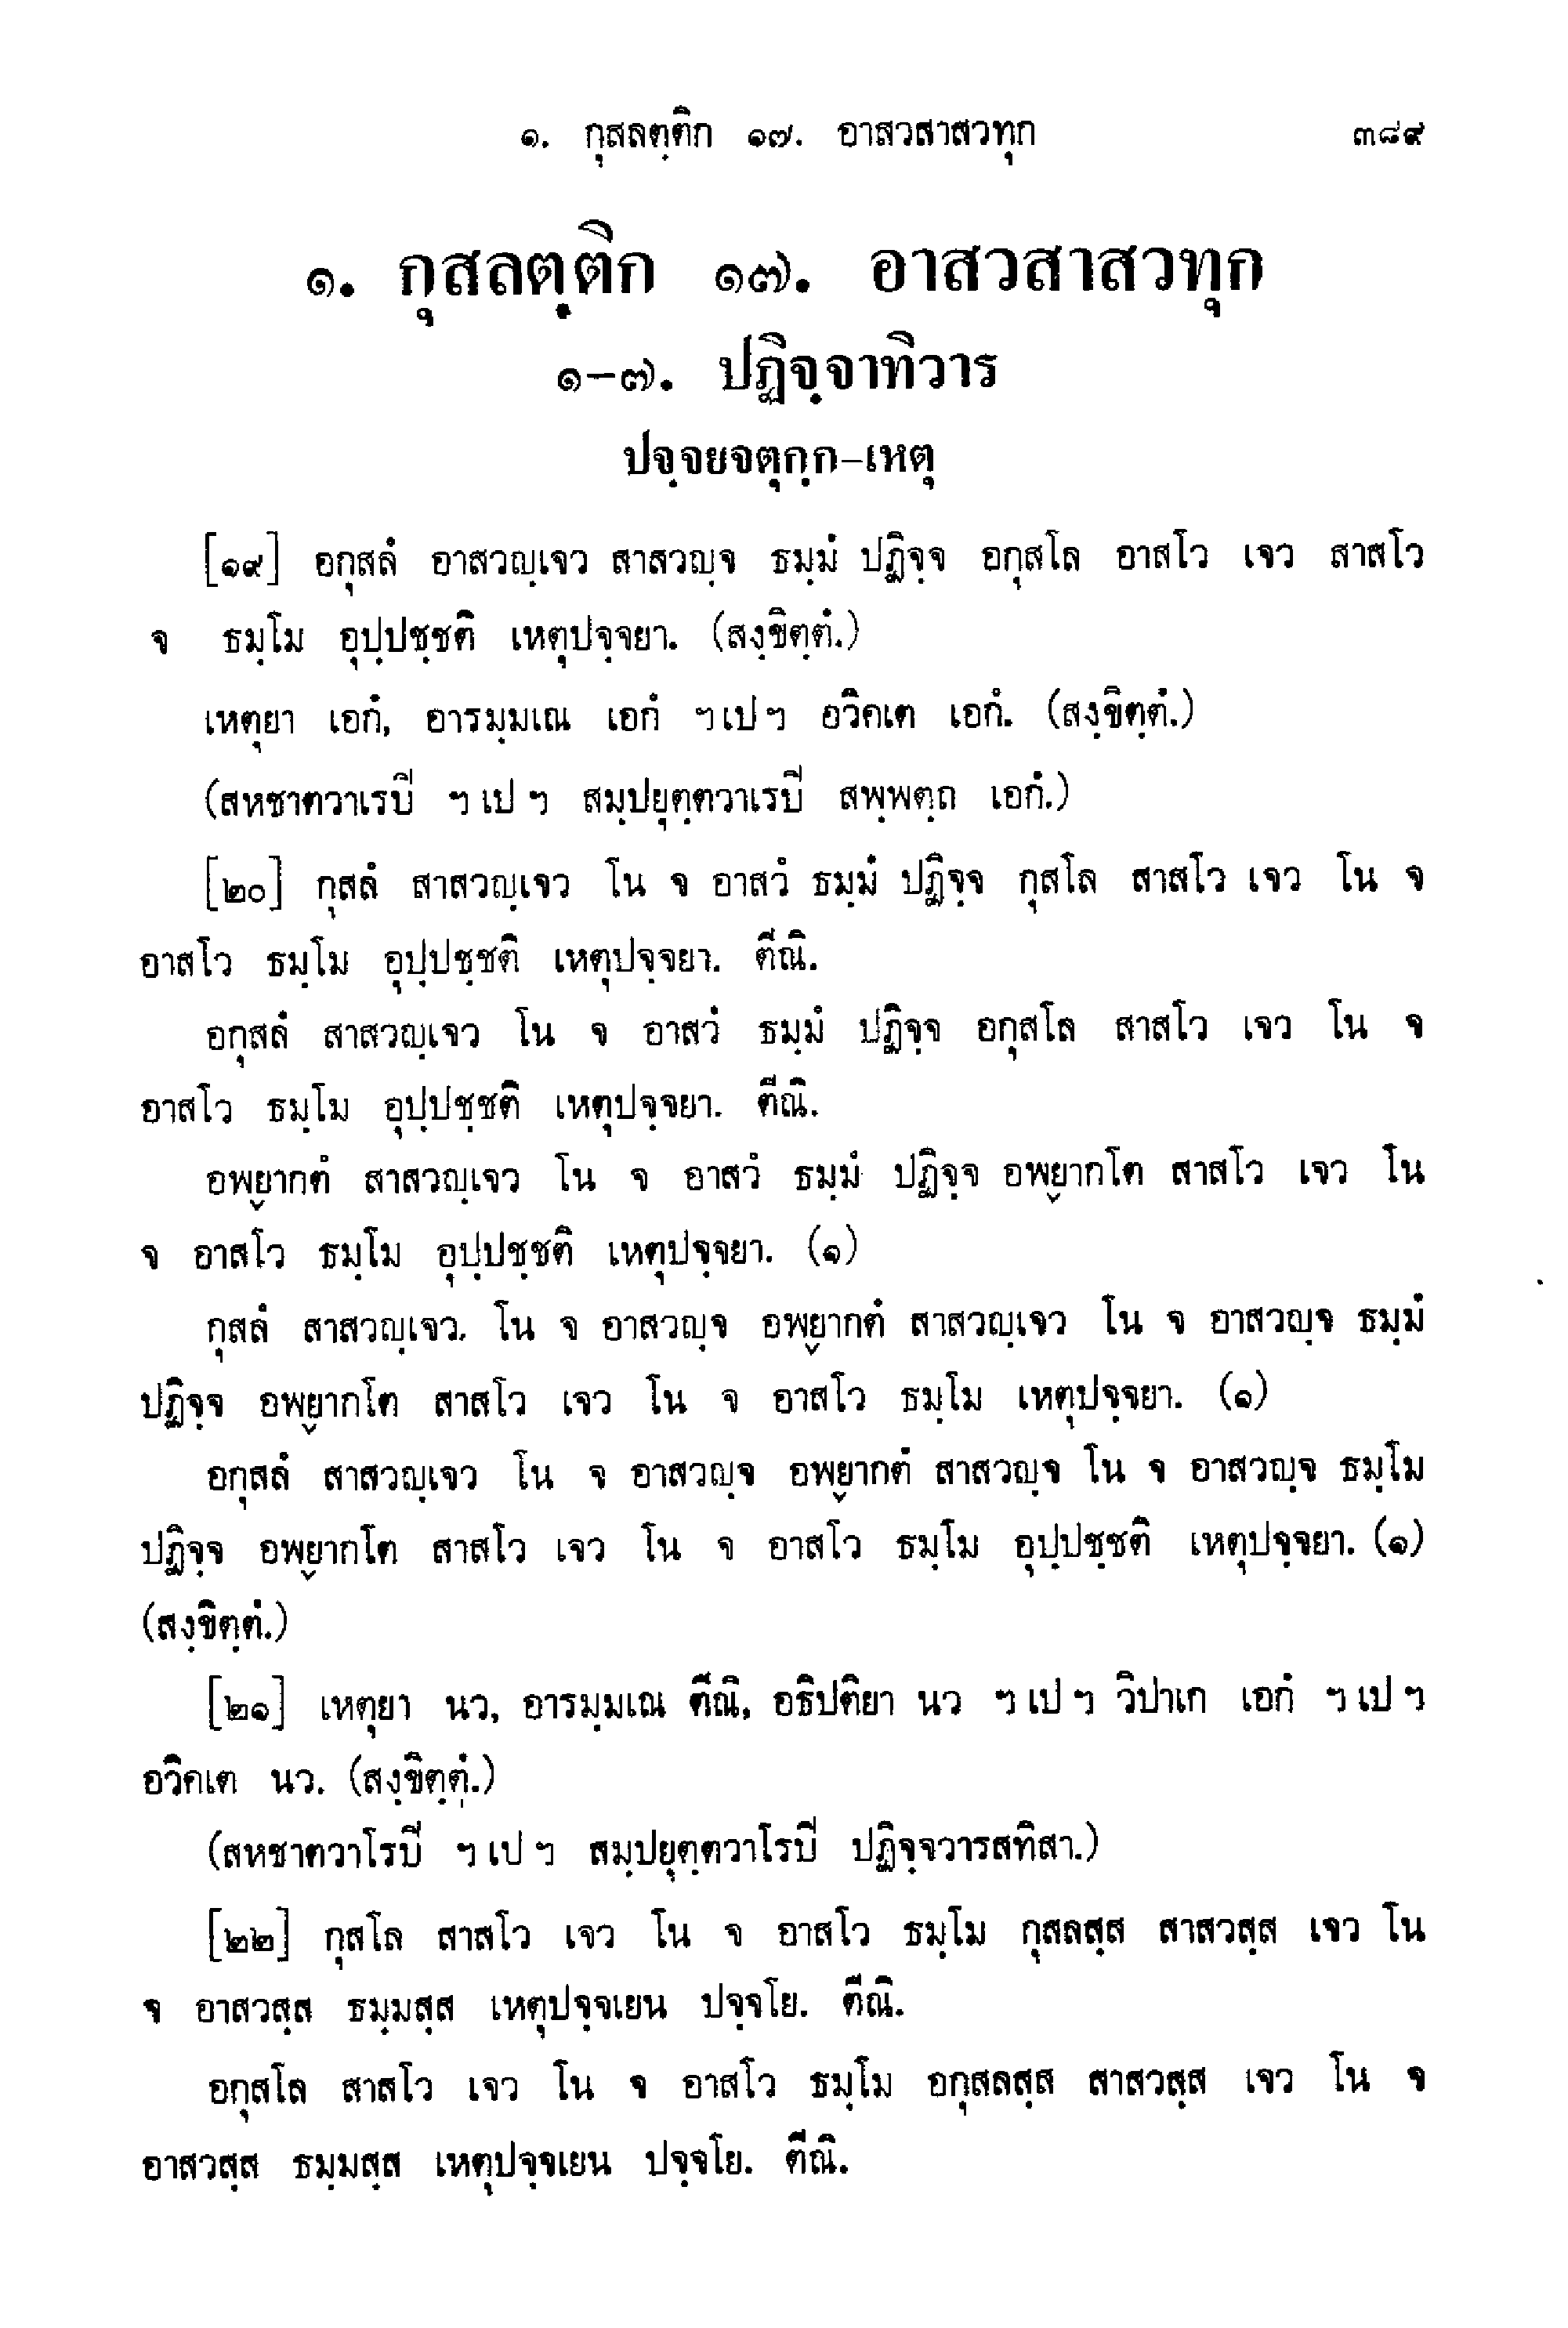 ๑. กุสลตฺติก ๑๗. อาสวสาสวทุก ๓๘๙
๑. กุสลตฺติก ๑๗. อาสวสาสวทุก
๑-๗. ปฏิจฺจาทิวาร
ปจฺจยจตุกฺก-เหตุ
[๑๙] อกุสลํ อาสวญฺเจว สาสวญฺจ ธมฺมํ ปฏิจฺจ อกุสโล อาสโว เจว สาสโว
จ ธมฺโม อุปฺปชฺชติ เหตุปจฺจยา. (สงฺขิตฺตํ.)
เหตุยา เอกํ, อารมฺมเณ เอกํ ฯเปฯ อวิคเต เอกํ. (สงฺขิตฺตํ.)
(สหชาตวาเรปิ ฯเปฯ สมฺปยุตฺตวาเรปิ สพฺพตฺถ เอกํ.)
[๒๐] กุสลํ สาสวญฺเจว โน จ อาสวํ ธมฺมํ ปฏิจฺจ กุสโล สาสโว เจว โน จ
อาสโว ธมฺโม อุปฺปชฺชติ เหตุปจฺจยา. ตีณิ.
อกุสลํ สาสวญฺเจว โน จ อาสวํ ธมฺมํ ปฏิจฺจ อกุสโล สาสโว เจว โน จ
อาสโว ธมฺโม อุปฺปชฺชติ เหตุปจฺจยา. ตีณิ.
อพฺยากตํ สาสวญฺเจว โน จ อาสวํ ธมฺมํ ปฏิจฺจ อพฺยากโต สาสโว เจว โน
จ อาสโว ธมฺโม อุปฺปชฺชติ เหตุปจฺจยา. (๑)
กุสลํ สาสวญฺเจว. โน จ อาสวญฺจ อพฺยากตํ สาสวญฺเจว โน จ อาสวญฺจ ธมฺมํ
ปฏิจฺจ อพฺยากโต สาสโว เจว โน จ อาสโว ธมฺโม เหตุปจฺจยา. (๑)
อกุสลํ สาสวญฺเจว โน จ อาสวญฺจ อพฺยากตํ สาสวญฺจ โน จ อาสวญฺจ ธมฺโม
ปฏิจฺจ อพฺยากโต สาสโว เจว โน จ อาสโว ธมฺโม อุปฺปชฺชติ เหตุปจฺจยา. (๑)
(สงฺขิตฺตํ.)
[๒๑] เหตุยา นว, อารมฺมเณ ตีณิ, อธิปติยา นว ฯเปฯ วิปาเก เอกํ ฯเปฯ
อวิคเต นว. (สงฺขิตฺตํ.)
(สหชาตวาโรปิ ฯเปฯ สมฺปยุตฺตวาโรปิ ปฏิจฺจวารสทิสา.)
[๒๒] กุสโล สาสโว เจว โน จ อาสโว ธมฺโม กุสลสฺส สาสวสฺส เจว โน
จ อาสวสฺส ธมฺมสฺส เหตุปจฺจเยน ปจฺจโย. ตีณิ.
อกุสโล สาสโว เจว โน จ อาสโว ธมฺโม อกุสลสฺส สาสวสฺส เจว โน จ
อาสวสฺส ธมฺมสฺส เหตุปจฺจเยน ปจฺจโย. ตีณิ.